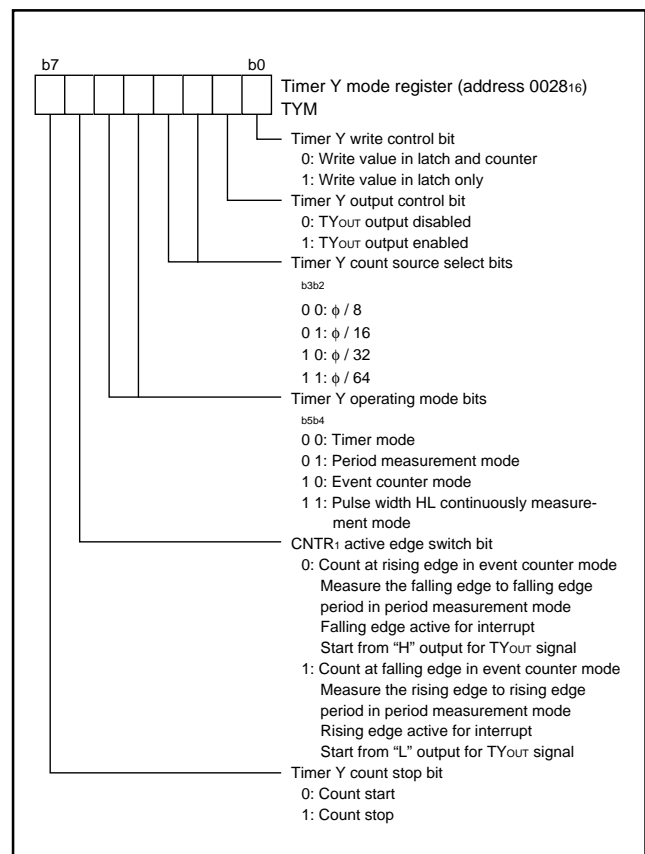 b7 b0
Timer Y mode register (address 0028₁₆)
TYM
Timer Y write control bit
0: Write value in latch and counter
1: Write value in latch only
Timer Y output control bit
0: TYOUT output disabled
1: TYOUT output enabled
Timer Y count source select bits
b3b2
0 0: ϕ / 8
0 1: ϕ / 16
1 0: ϕ / 32
1 1: ϕ / 64
Timer Y operating mode bits
b5b4
0 0: Timer mode
0 1: Period measurement mode
1 0: Event counter mode
1 1: Pulse width HL continuously measure-
ment mode
CNTR₁ active edge switch bit
0: Count at rising edge in event counter mode
Measure the falling edge to falling edge
period in period measurement mode
Falling edge active for interrupt
Start from “H” output for TYOUT signal
1: Count at falling edge in event counter mode
Measure the rising edge to rising edge
period in period measurement mode
Rising edge active for interrupt
Start from “L” output for TYOUT signal
Timer Y count stop bit
0: Count start
1: Count stop